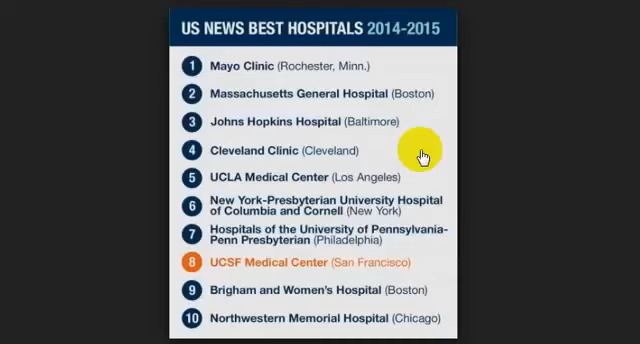 US NEWS BEST HOSPITALS 2014-2015
1 Mayo Clinic (Rochester, Minn.)
2 Massachusetts General Hospital (Boston)
3 Johns Hopkins Hospital (Baltimore)
4 Cleveland Clinic (Cleveland)
5 UCLA Medical Center (Los Angeles)
6 New York-Presbyterian University Hospital
of Columbia and Cornell (New York)
7 Hospitals of the University of Pennsylvania-
Penn Presbyterian (Philadelphia)
8 UCSF Medical Center (San Francisco)
9 Brigham and Women's Hospital (Boston)
10 Northwestern Memorial Hospital (Chicago)